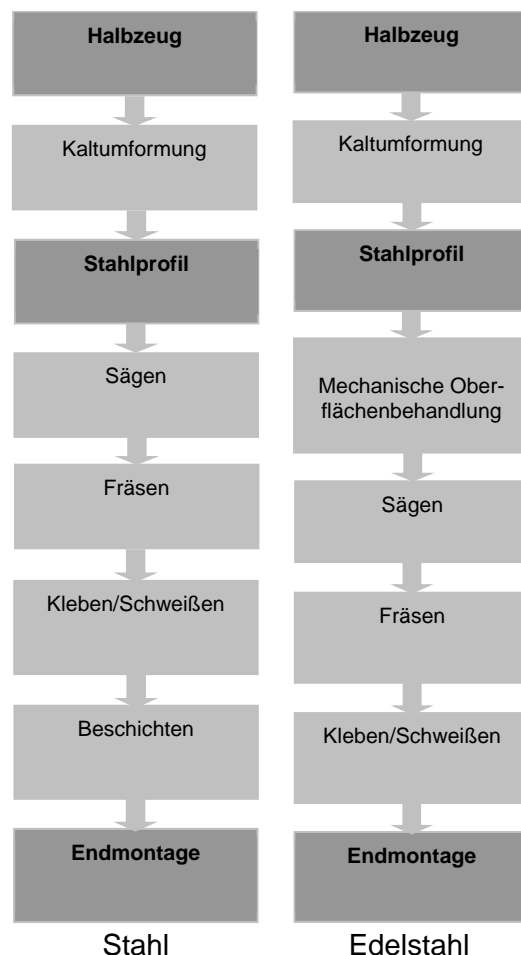 Halbzeug
Kaltumformung
Stahlprofil
Sägen
Fräsen
Kleben/Schweißen
Beschichten
Endmontage
Stahl
Halbzeug
Kaltumformung
Stahlprofil
Mechanische Ober-
flächenbehandlung
Sägen
Fräsen
Kleben/Schweißen
Endmontage
Edelstahl